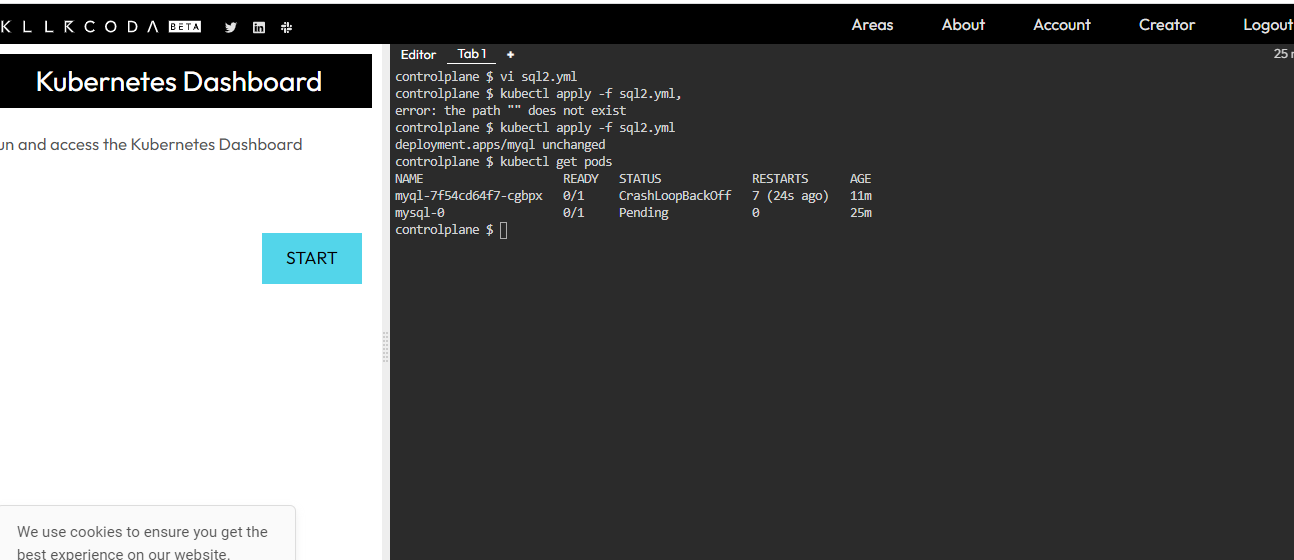 KLLRCODA BETA
Areas About Account Creator Logout
Kubernetes Dashboard
un and access the Kubernetes Dashboard
START
We use cookies to ensure you get the
best experience on our website.
Editor Tab 1 +
25
controlplane $ vi sql2.yml
controlplane $ kubectl apply -f sql2.yml,
error: the path "" does not exist
controlplane $ kubectl apply -f sql2.yml
deployment.apps/myql unchanged
controlplane $ kubectl get pods
NAME READY STATUS RESTARTS AGE
myql-7f54cd64f7-cgbpx 0/1 CrashLoopBackOff 7 (24s ago) 11m
mysql-0 0/1 Pending 0 25m
controlplane $